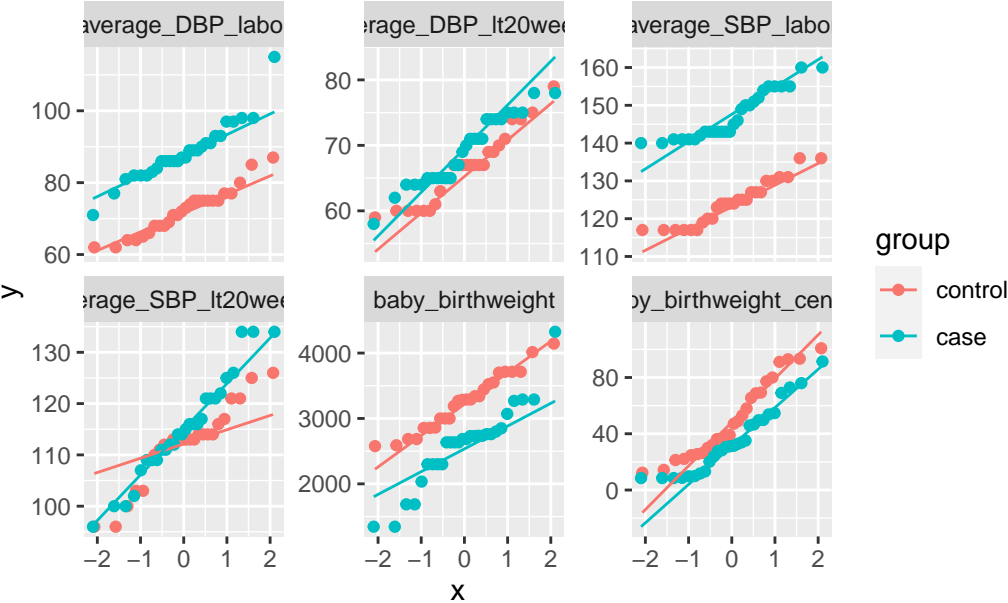 average_DBP_labo
erage_DBP_lt20wee
average_SBP_labo
100
80
60
80
70
60
160
150
140
130
120
110
erage_SBP_lt20wee
baby_birthweight
by_birthweight_cen
130
120
110
100
4000
3000
2000
80
40
0
−2 −1 0 1 2
−2 −1 0 1 2
−2 −1 0 1 2
x
y
group
control
case